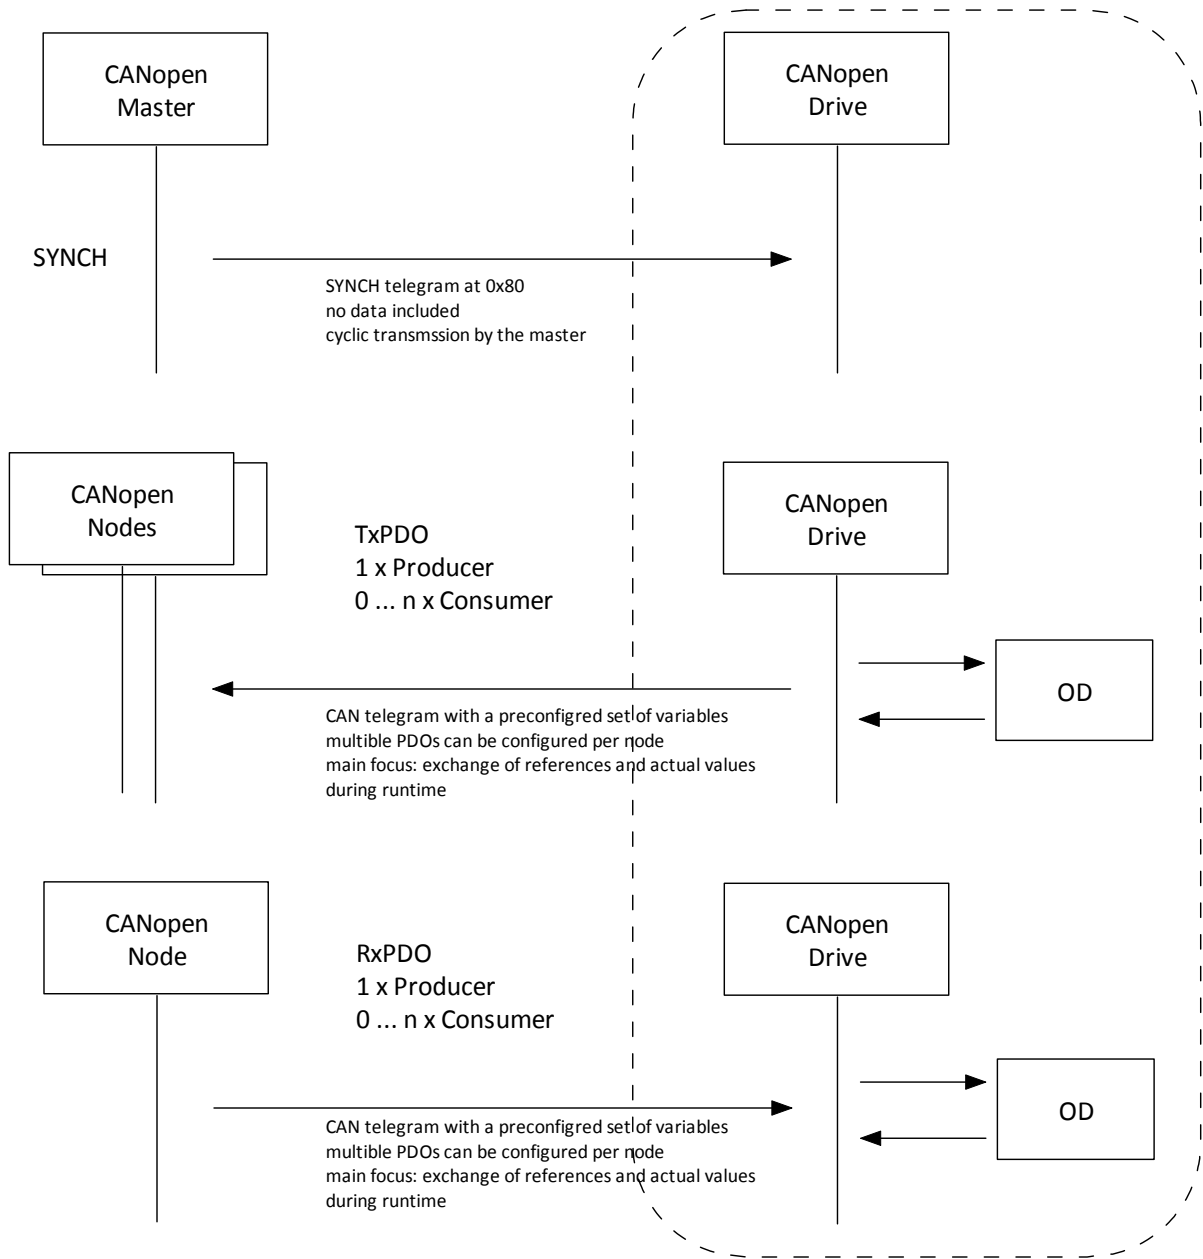 CANopen
Master
CANopen
Drive
SYNCH
SYNCH telegram at 0x80
no data included
cyclic transmssion by the master
CANopen
Nodes
CANopen
Drive
TxPDO
1 x Producer
0 ... n x Consumer
OD
CAN telegram with a preconfigred set of variables
multiple PDOs can be configured per node
main focus: exchange of references and actual values
during runtime
CANopen
Node
CANopen
Drive
RxPDO
1 x Producer
0 ... n x Consumer
OD
CAN telegram with a preconfigred set of variables
multiple PDOs can be configured per node
main focus: exchange of references and actual values
during runtime